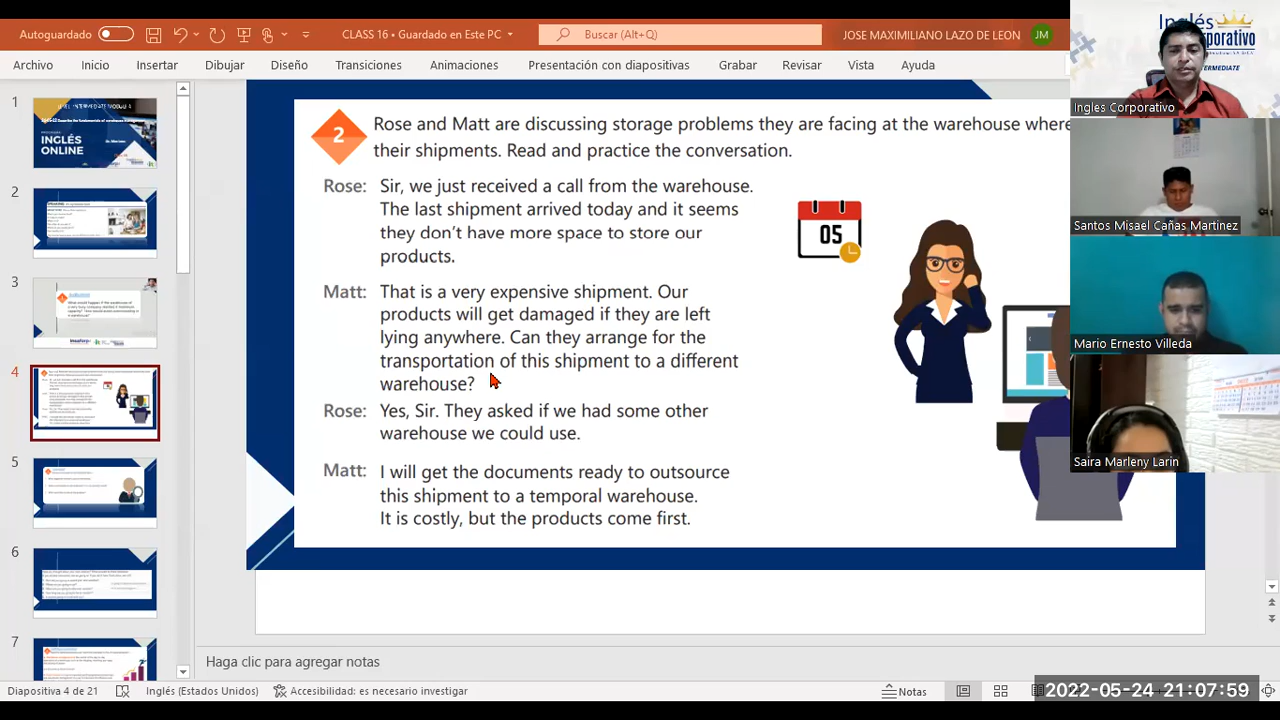 Autoguardado
CLASS 16 • Guardado en Este PC
Buscar (Alt+Q)
JOSE MAXIMILIANO LAZO DE LEON
JM
Archivo
Inicio
Insertar
Dibujar
Diseño
Transiciones
Animaciones
Presentación con diapositivas
Grabar
Revisar
Vista
Ayuda
1
INGLÉS
ONLINE
2
3
4
5
6
7
2
Rose and Matt are discussing storage problems they are facing at the warehouse where
their shipments. Read and practice the conversation.
Rose: Sir, we just received a call from the warehouse.
The last shipment arrived today and it seems
they don't have more space to store our
products.
Matt: That is a very expensive shipment. Our
products will get damaged if they are left
lying anywhere. Can they arrange for the
transportation of this shipment to a different
warehouse?
Rose: Yes, Sir. They asked if we had some other
warehouse we could use.
Matt: I will get the documents ready to outsource
this shipment to a temporal warehouse.
It is costly, but the products come first.
05
Inglés
Ingles Corporativo
Santos Misael Cañas Martinez
Mario Ernesto Villeda
Saira Marleny Larin
Haga clic para agregar notas
Diapositiva 4 de 21
Inglés (Estados Unidos)
Accesibilidad: es necesario investigar
Notas
2022-05-24 21:07:59